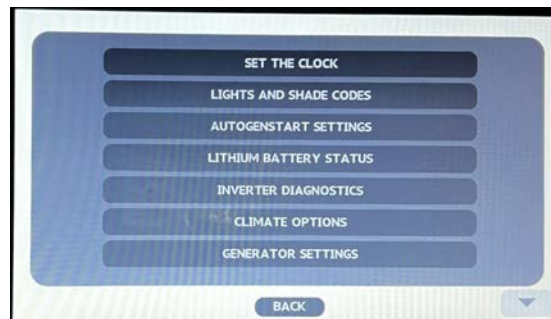 SET THE CLOCK
LIGHTS AND SHADE CODES
AUTOGENSTART SETTINGS
LITHIUM BATTERY STATUS
INVERTER DIAGNOSTICS
CLIMATE OPTIONS
GENERATOR SETTINGS
BACK